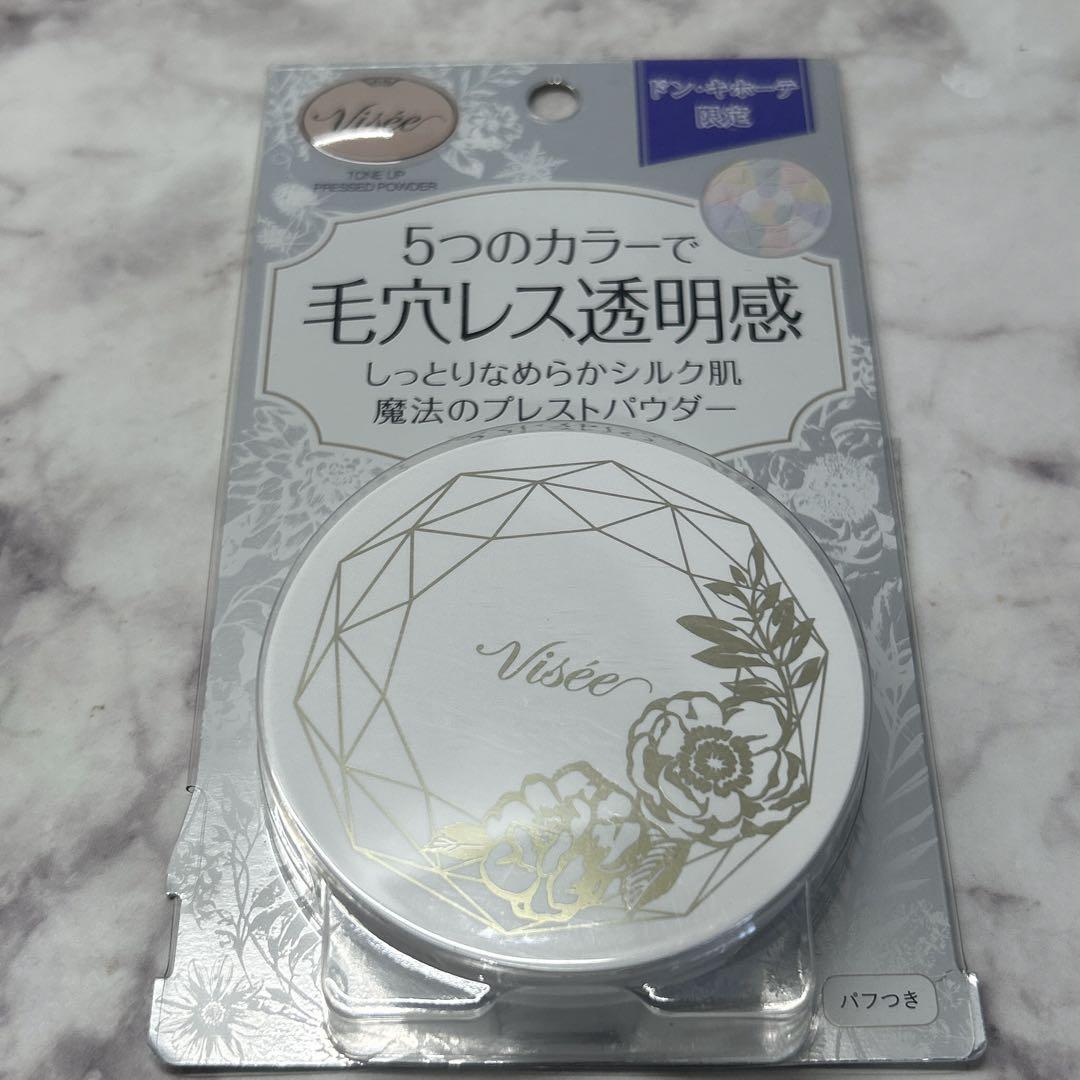 Visée
TONE UP
PRESSED POWDER
ドン・キホーテ
限定
5つのカラーで
毛穴レス透明感
しっとりなめらかシルク肌
魔法のプレストパウダー
Visée
パフつき